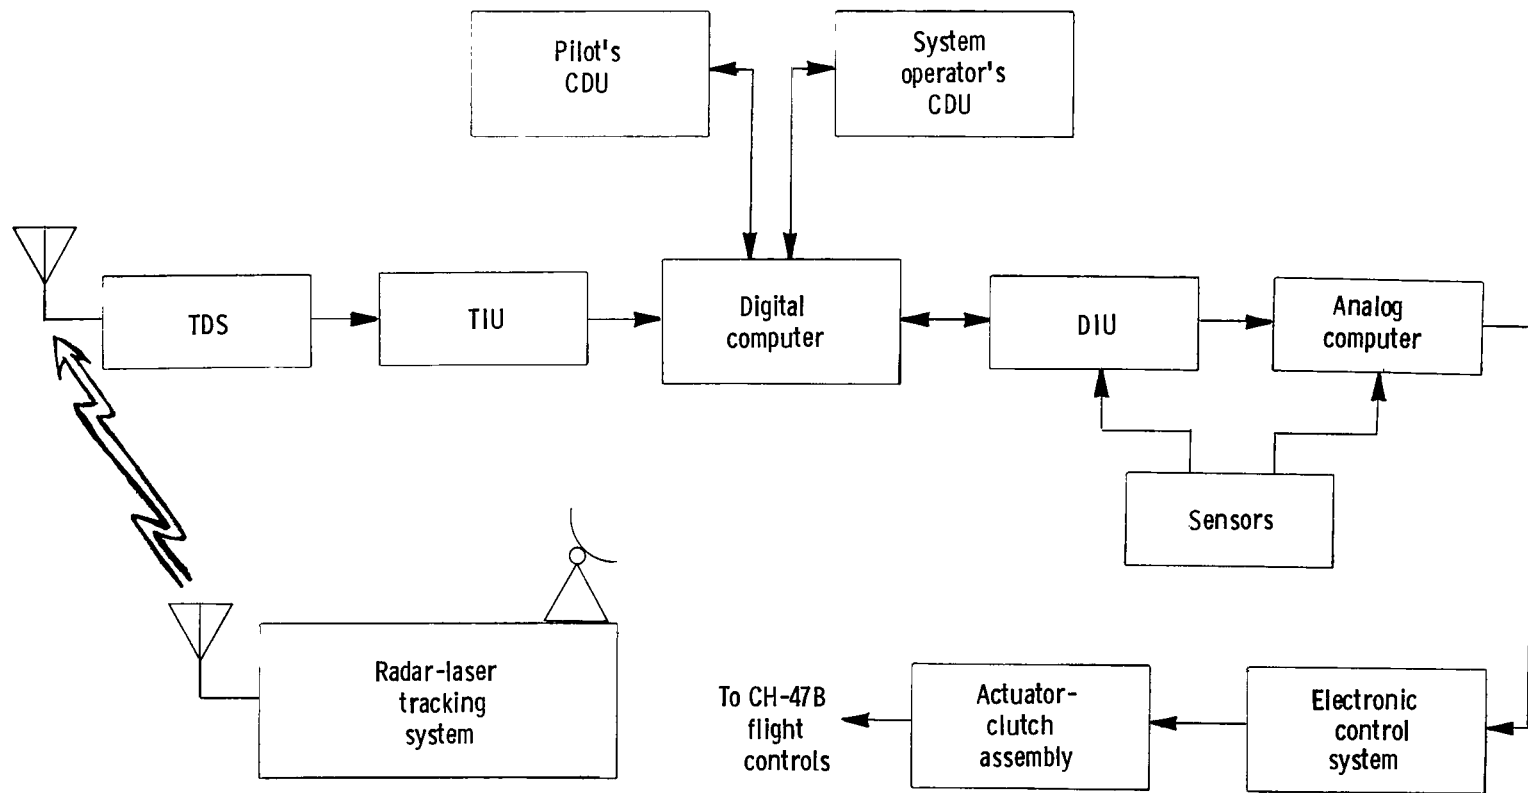 Pilot's
CDU
System
operator's
CDU
TDS
TIU
Digital
computer
DIU
Analog
computer
Sensors
Radar-laser
tracking
system
To CH-47B
flight
controls
Actuator-
clutch
assembly
Electronic
control
system